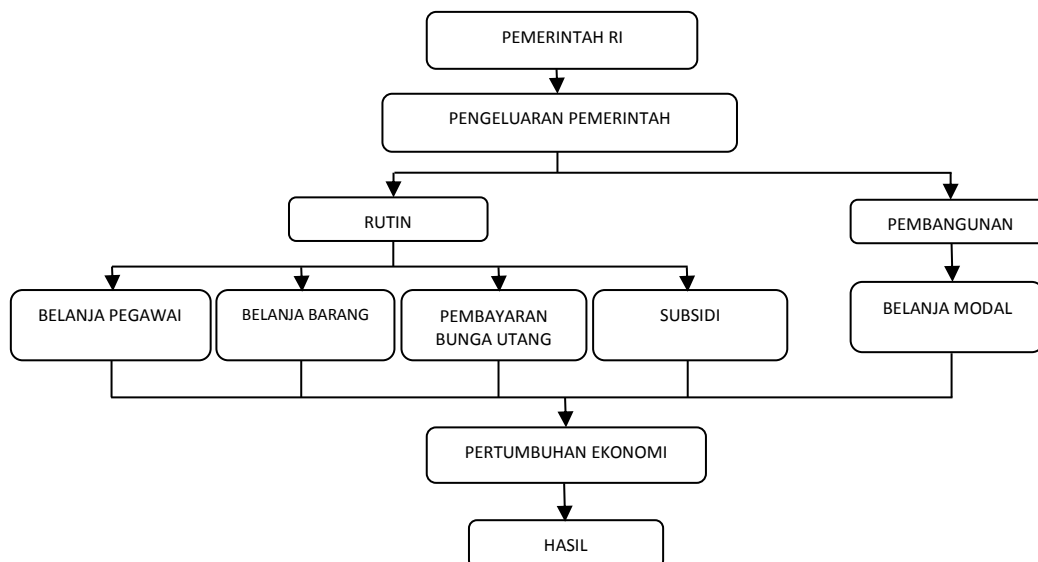 PEMERINTAH RI
PENGELUARAN PEMERINTAH
RUTIN
PEMBANGUNAN
BELANJA PEGAWAI
BELANJA BARANG
PEMBAYARAN
BUNGA UTANG
SUBSIDI
BELANJA MODAL
PERTUMBUHAN EKONOMI
HASIL